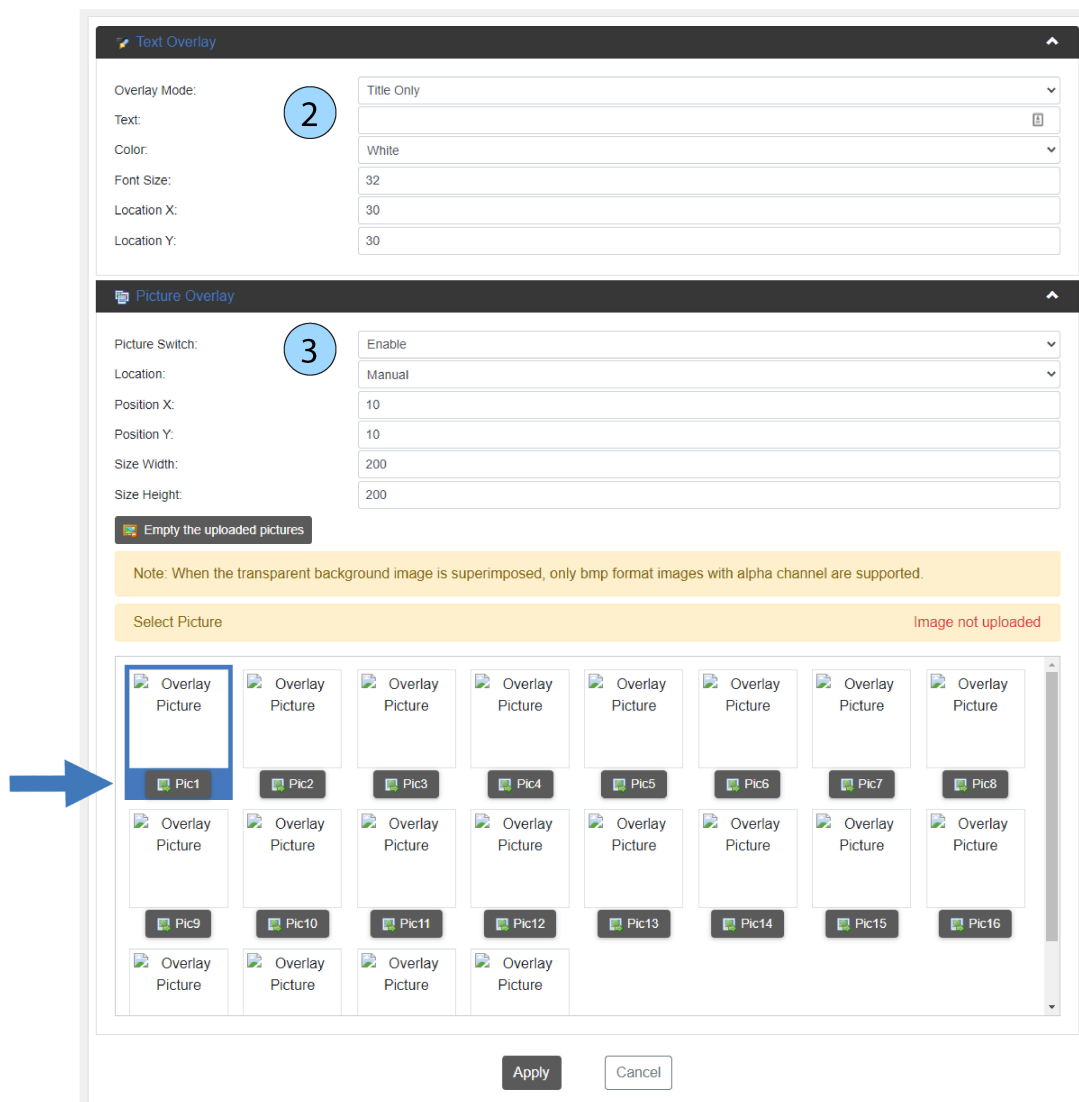 Text Overlay
Overlay Mode: Title Only
2
Text:
Color: White
Font Size: 32
Location X: 30
Location Y: 30
Picture Overlay
Picture Switch: Enable
3
Location: Manual
Position X: 10
Position Y: 10
Size Width: 200
Size Height: 200
Empty the uploaded pictures
Note: When the transparent background image is superimposed, only bmp format images with alpha channel are supported.
Select Picture Image not uploaded
Overlay Overlay Overlay Overlay Overlay Overlay Overlay Overlay
Picture Picture Picture Picture Picture Picture Picture Picture
Pic1 Pic2 Pic3 Pic4 Pic5 Pic6 Pic7 Pic8
Overlay Overlay Overlay Overlay Overlay Overlay Overlay Overlay
Picture Picture Picture Picture Picture Picture Picture Picture
Pic9 Pic10 Pic11 Pic12 Pic13 Pic14 Pic15 Pic16
Overlay Overlay Overlay Overlay
Picture Picture Picture Picture
Apply Cancel